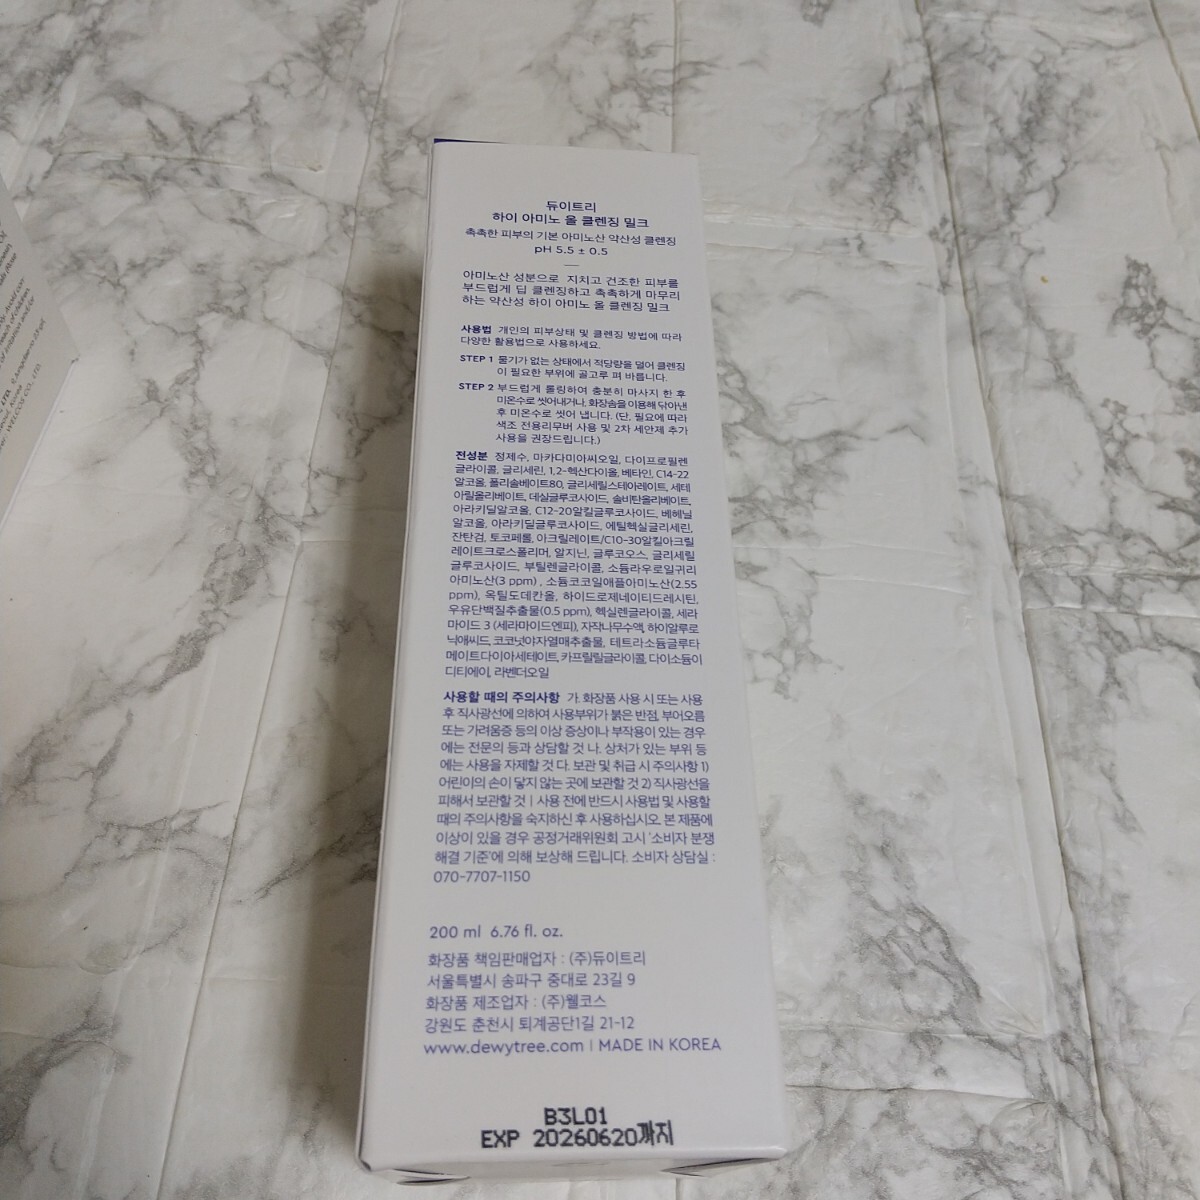 듀이트리
하이 아미노 올 클렌징 밀크
촉촉한 피부의 기본 아미노산 약산성 클렌징
pH 5.5 ± 0.5
아미노산 성분으로 지치고 건조한 피부를
부드럽게 딥 클렌징하고 촉촉하게 마무리
하는 약산성 하이 아미노 올 클렌징 밀크
사용법 개인의 피부상태 및 클렌징 방법에 따라
다양한 활용법으로 사용하세요.
STEP 1 물기가 없는 상태에서 적당량을 덜어 클렌징
이 필요한 부위에 골고루 펴 바릅니다.
STEP 2 부드럽게 롤링하여 충분히 마사지 한 후
미온수로 씻어내거나, 화장솜을 이용해 닦아낸
후 미온수로 씻어 냅니다. (단, 필요에 따라
색조 전용리무버 사용 및 2차 세안제 추가
사용을 권장드립니다.)
전성분 정제수, 마카다미아씨오일, 다이프로필렌
글라이콜, 글리세린, 1,2-헥산다이올, 베타인, C14-22
알코올, 폴리솔베이트80, 글리세릴스테아레이트, 세테
아릴올리베이트, 데실글루코사이드, 솔비탄올리베이트,
아라키딜알코올, C12-20알킬글루코사이드, 베헤닐
알코올, 아라키딜글루코사이드, 에틸헥실글리세린,
잔탄검, 토코페롤, 아크릴레이트/C10-30알킬아크릴
레이트크로스폴리머, 알지닌, 글루코오스, 글리세릴
글루코사이드, 부틸렌글라이콜, 소듐라우로일귀리
아미노산(3 ppm) , 소듐코코일애플아미노산(2.55
ppm), 옥틸도데칸올, 하이드로제네이티드레시틴,
우유단백질추출물(0.5 ppm), 헥실렌글라이콜, 세라
마이드 3 (세라마이드엔피), 자작나무수액, 하이알루로
닉애씨드, 코코넛야자열매추출물, 테트라소듐글루타
메이트다이아세테이트, 카프릴릴글라이콜, 다이소듐이
디티에이, 라벤더오일
사용할 때의 주의사항 가. 화장품 사용 시 또는 사용
후 직사광선에 의하여 사용부위가 붉은 반점, 부어오름
또는 가려움증 등의 이상 증상이나 부작용이 있는 경우
에는 전문의 등과 상담할 것 나. 상처가 있는 부위 등
에는 사용을 자제할 것 다. 보관 및 취급 시 주의사항 1)
어린이의 손이 닿지 않는 곳에 보관할 것 2) 직사광선을
피해서 보관할 것 | 사용 전에 반드시 사용법 및 사용할
때의 주의사항을 숙지하신 후 사용하십시오. 본 제품에
이상이 있을 경우 공정거래위원회 고시 '소비자 분쟁
해결 기준'에 의해 보상해 드립니다. 소비자 상담실 :
070-7707-1150
200 ml 6.76 fl. oz.
화장품 책임판매업자 : (주)듀이트리
서울특별시 송파구 중대로 23길 9
화장품 제조업자 : (주)웰코스
강원도 춘천시 퇴계공단1길 21-12
www.dewytree.com | MADE IN KOREA
B3L01
EXP 20260620까지